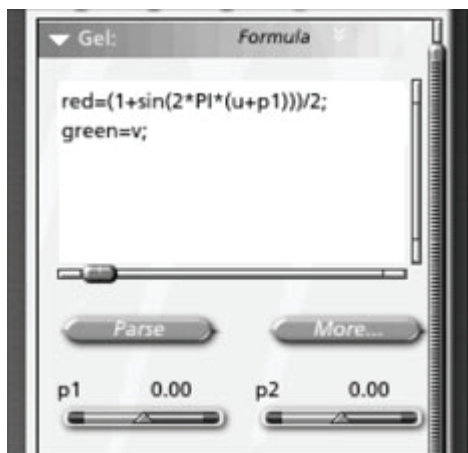 Gel: Formula
red=(1+sin(2*PI*(u+p1)))/2;
green=v;
Parse More...
p1 0.00 p2 0.00